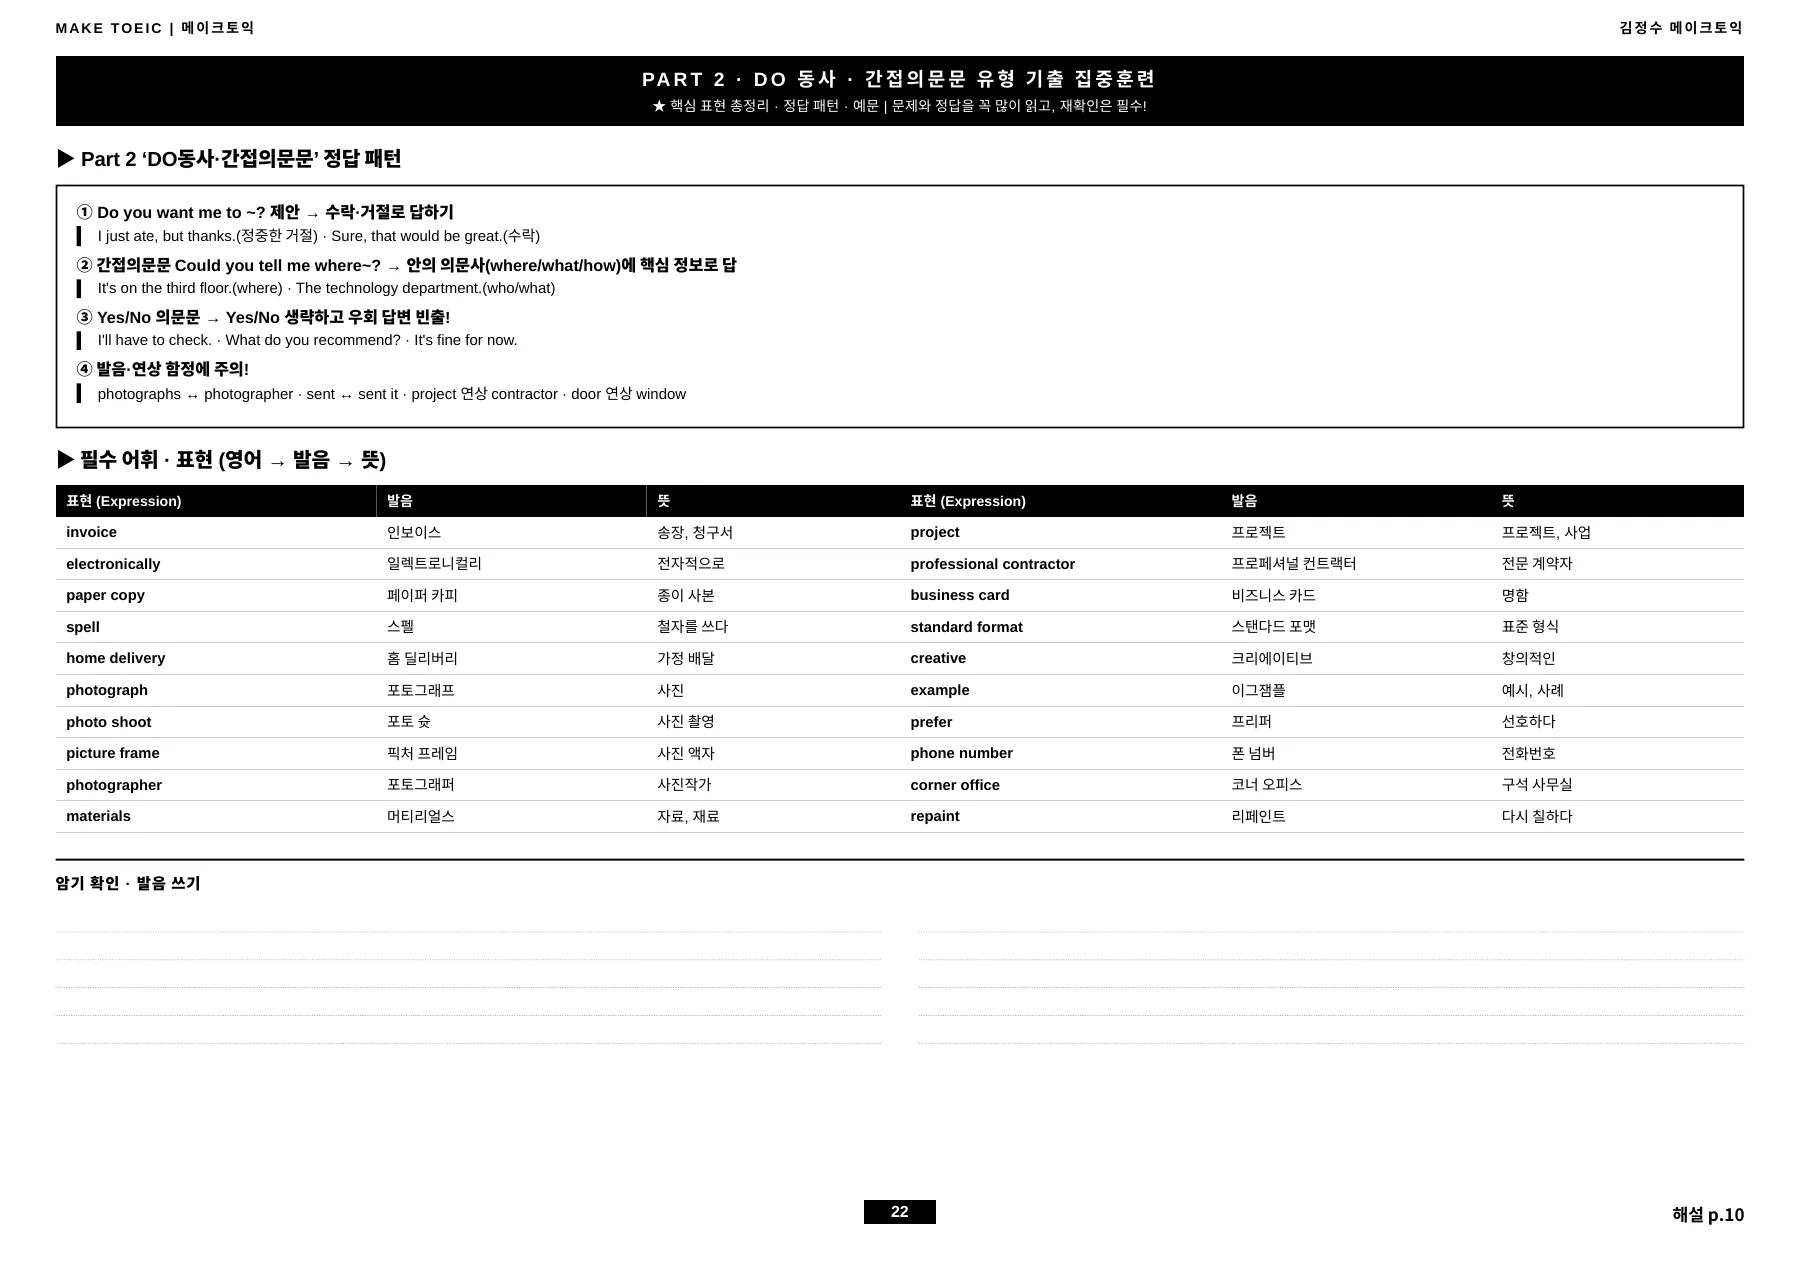 MAKE TOEIC | 메이크토익
김정수 메이크토익
PART 2 · DO 동사 · 간접의문문 유형 기출 집중훈련
★ 핵심 표현 총정리 · 정답 패턴 · 예문 | 문제와 정답을 꼭 많이 읽고, 재확인은 필수!
▶ Part 2 ‘DO동사·간접의문문’ 정답 패턴
① Do you want me to ~? 제안 → 수락·거절로 답하기
I just ate, but thanks.(정중한 거절) · Sure, that would be great.(수락)
② 간접의문문 Could you tell me where~? → 안의 의문사(where/what/how)에 핵심 정보로 답
It's on the third floor.(where) · The technology department.(who/what)
③ Yes/No 의문문 → Yes/No 생략하고 우회 답변 빈출!
I'll have to check. · What do you recommend? · It's fine for now.
④ 발음·연상 함정에 주의!
photographs ↔ photographer · sent ↔ sent it · project 연상 contractor · door 연상 window
▶ 필수 어휘 · 표현 (영어 → 발음 → 뜻)
표현 (Expression) 발음 뜻 표현 (Expression) 발음 뜻
invoice 인보이스 송장, 청구서 project 프로젝트 프로젝트, 사업
electronically 일렉트로니컬리 전자적으로 professional contractor 프로페셔널 컨트랙터 전문 계약자
paper copy 페이퍼 카피 종이 사본 business card 비즈니스 카드 명함
spell 스펠 철자를 쓰다 standard format 스탠다드 포맷 표준 형식
home delivery 홈 딜리버리 가정 배달 creative 크리에이티브 창의적인
photograph 포토그래프 사진 example 이그잼플 예시, 사례
photo shoot 포토 슛 사진 촬영 prefer 프리퍼 선호하다
picture frame 픽처 프레임 사진 액자 phone number 폰 넘버 전화번호
photographer 포토그래퍼 사진작가 corner office 코너 오피스 구석 사무실
materials 머티리얼스 자료, 재료 repaint 리페인트 다시 칠하다
암기 확인 · 발음 쓰기
22
해설 p.10